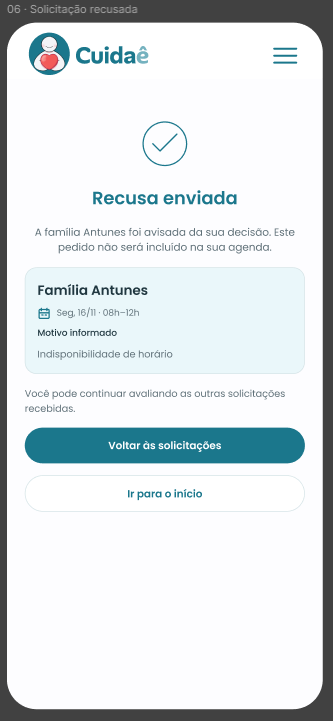 06 · Solicitação recusada
Cuidaê
Recusa enviada
A família Antunes foi avisada da sua decisão. Este
pedido não será incluído na sua agenda.
Família Antunes
Seg, 16/11 · 08h–12h
Motivo informado
Indisponibilidade de horário
Você pode continuar avaliando as outras solicitações
recebidas.
Voltar às solicitações
Ir para o início